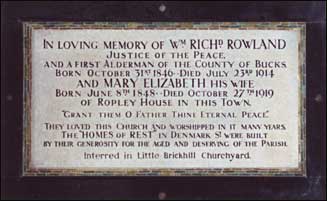 IN LOVING MEMORY OF WM RICHD ROWLAND
JUSTICE OF THE PEACE,
AND A FIRST ALDERMAN OF THE COUNTY OF BUCKS.
BORN OCTOBER 31ST 1846 · DIED JULY 23RD 1914
AND MARY ELIZABETH HIS WIFE
BORN JUNE 8TH 1848 · DIED OCTOBER 27TH 1919
OF ROPLEY HOUSE IN THIS TOWN.
"GRANT THEM O FATHER THINE ETERNAL PEACE."
THEY LOVED THIS CHURCH AND WORSHIPPED IN IT MANY YEARS.
THE "HOMES OF REST" IN DENMARK ST WERE BUILT
BY THEIR GENEROSITY FOR THE AGED AND DESERVING OF THE PARISH.
Interred in Little Brickhill Churchyard.